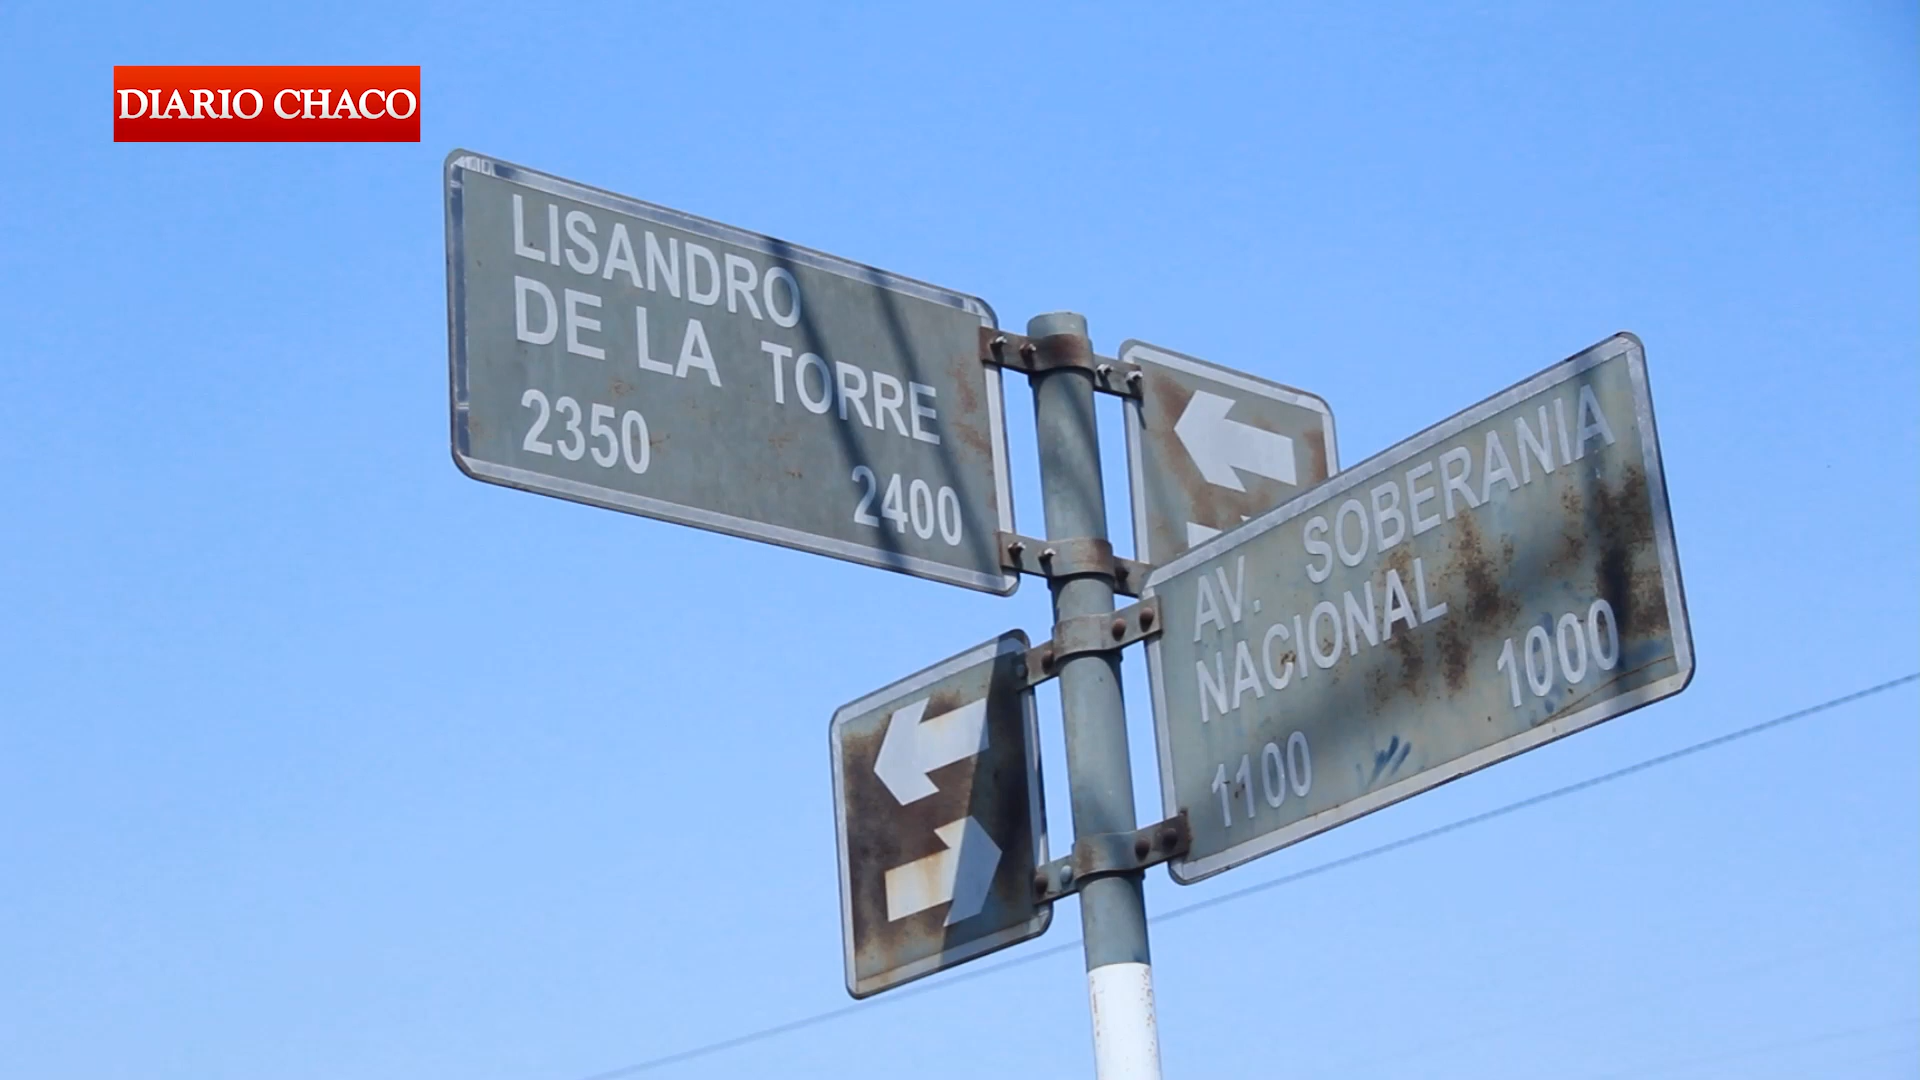 DIARIO CHACO
LISANDRO
DE LA TORRE
2350 2400
AV. SOBERANIA
NACIONAL
1100 1000